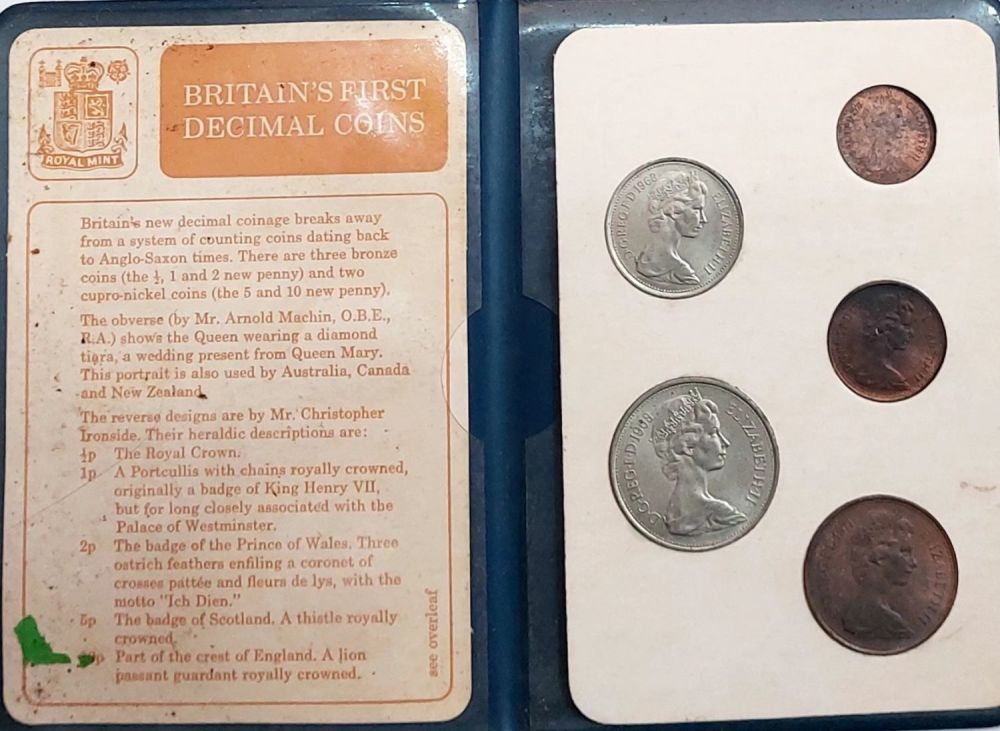 ROYAL MINT
BRITAIN'S FIRST
DECIMAL COINS
Britain's new decimal coinage breaks away
from a system of counting coins dating back
to Anglo-Saxon times. There are three bronze
coins (the ½, 1 and 2 new penny) and two
cupro-nickel coins (the 5 and 10 new penny).
The obverse (by Mr. Arnold Machin, O.B.E.,
R.A.) shows the Queen wearing a diamond
tiara, a wedding present from Queen Mary.
This portrait is also used by Australia, Canada
and New Zealand.
The reverse designs are by Mr. Christopher
Ironside. Their heraldic descriptions are:
½p The Royal Crown.
1p A Portcullis with chains royally crowned,
originally a badge of King Henry VII,
but for long closely associated with the
Palace of Westminster.
2p The badge of the Prince of Wales. Three
ostrich feathers enfiling a coronet of
crosses pattée and fleurs de lys, with the
motto "Ich Dien."
5p The badge of Scotland. A thistle royally
crowned.
10p Part of the crest of England. A lion
passant guardant royally crowned.
see overleaf
D·G·REG·F·D·1968 ELIZABETH II
D·G·REG·F·D·1968 ELIZABETH II